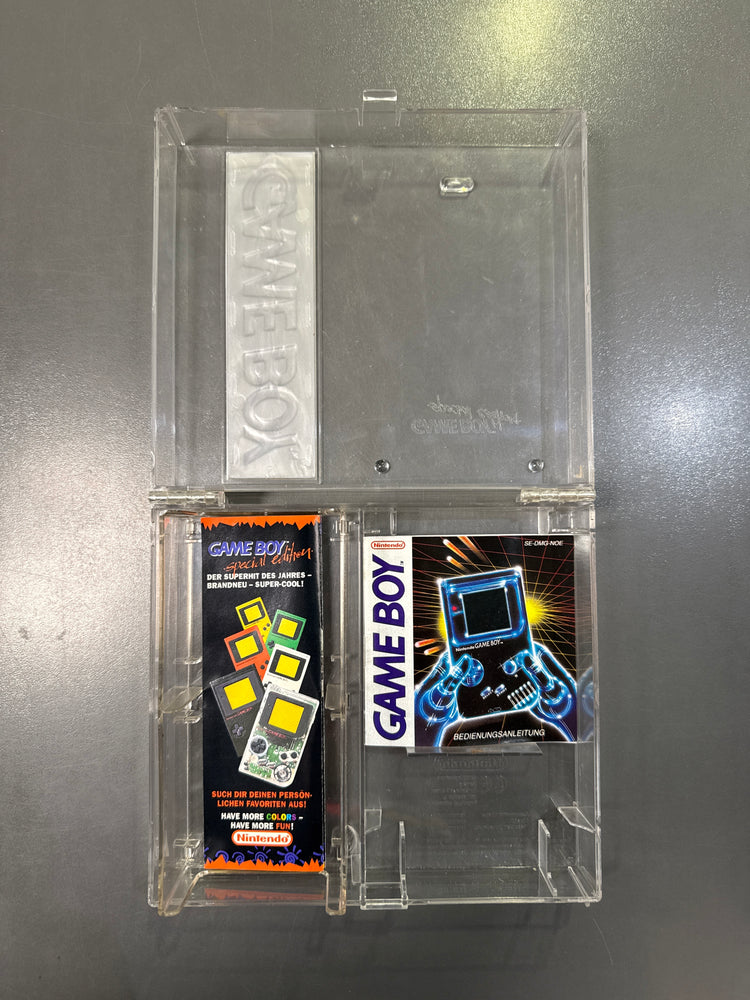 GAME BOY
special edition
GAME BOY
GAME BOY
special edition
DER SUPERHIT DES JAHRES –
BRANDNEU – SUPER-COOL!
SUCH DIR DEINEN PERSÖN-
LICHEN FAVORITEN AUS!
HAVE MORE COLORS –
HAVE MORE FUN!
Nintendo
Nintendo
GAME BOY
SE-DMG-NOE
Nintendo GAME BOY
BEDIENUNGSANLEITUNG